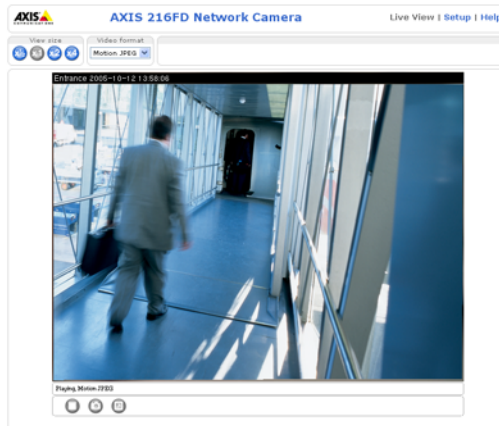 AXIS
COMMUNICATIONS
AXIS 216FD Network Camera
Live View | Setup | Help
View size
Video format
Motion JPEG
Entrance 2005-10-12 13:58:06
Playing, Motion JPEG